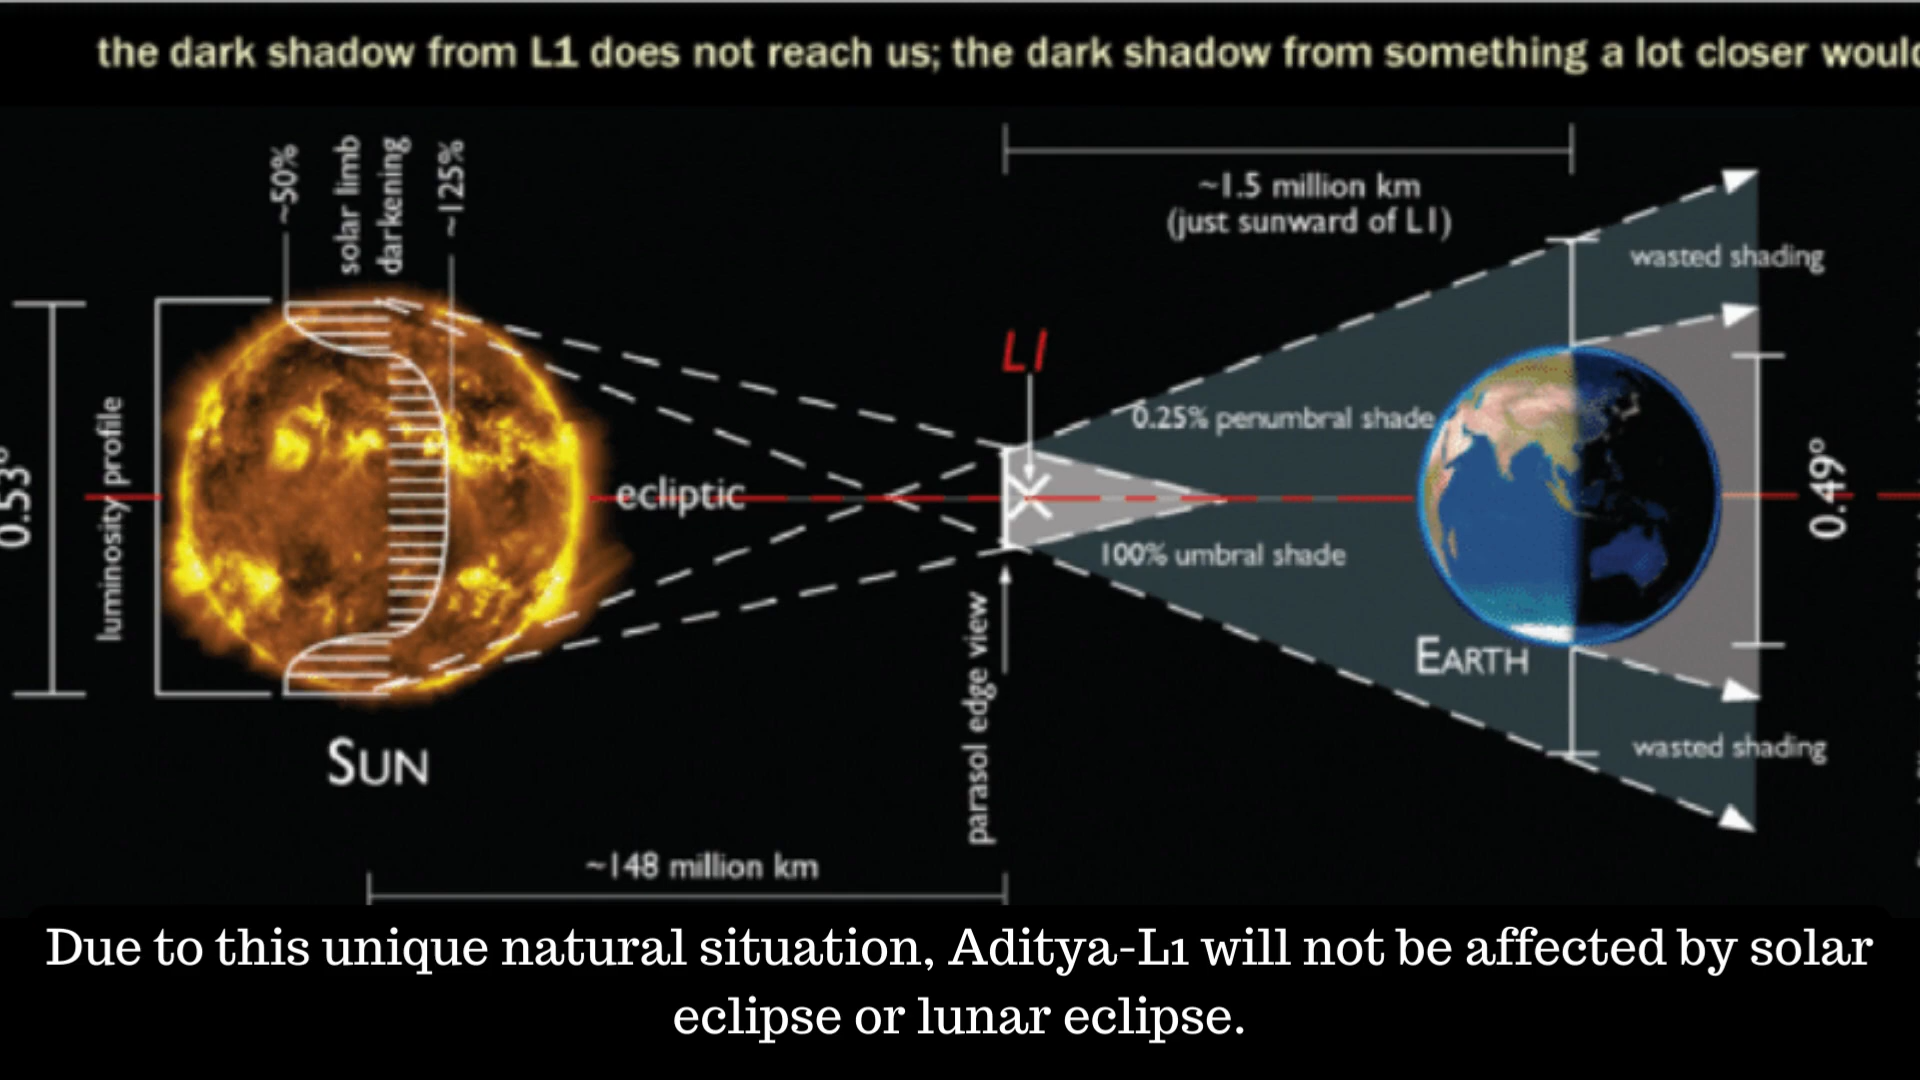 the dark shadow from L1 does not reach us; the dark shadow from something a lot closer would
~50%
solar limb
darkening
~125%
~1.5 million km
(just sunward of L1)
wasted shading
L1
0.25% penumbral shade
0.53°
luminosity profile
ecliptic
0.49°
100% umbral shade
parasol edge view
EARTH
wasted shading
SUN
~148 million km
Due to this unique natural situation, Aditya-L1 will not be affected by solar
eclipse or lunar eclipse.